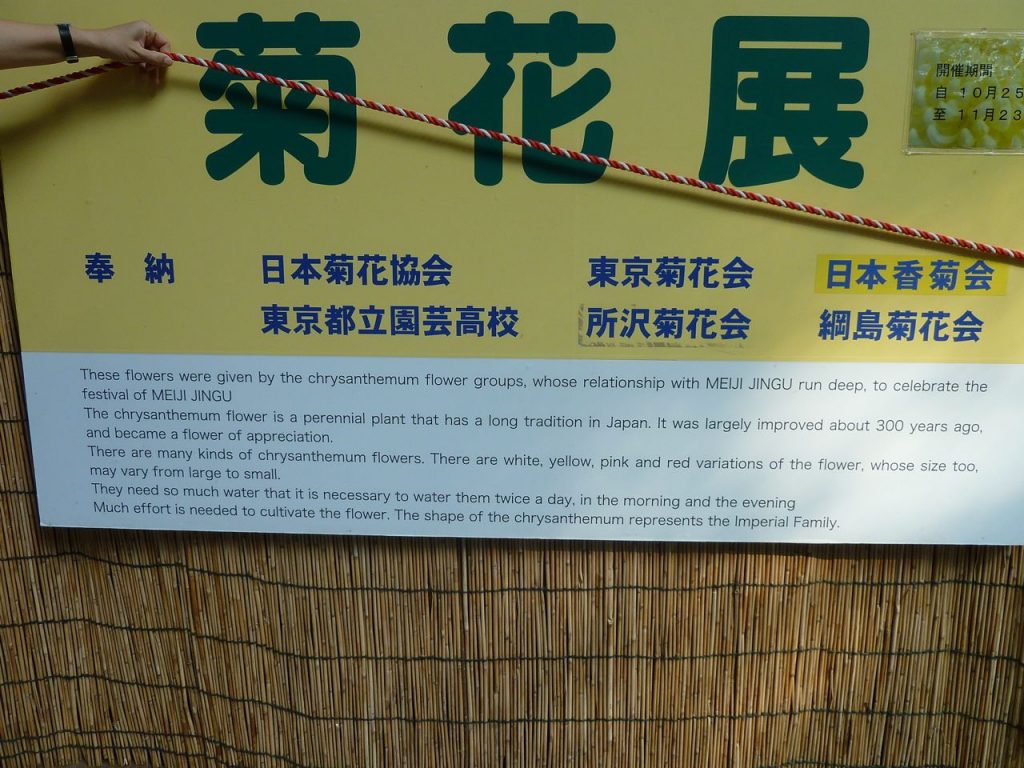 菊花展
開催期間
自 10月25
至 11月23
奉納 日本菊花協会 東京菊花会 日本香菊会
東京都立園芸高校 所沢菊花会 綱島菊花会
These flowers were given by the chrysanthemum flower groups, whose relationship with MEIJI JINGU run deep, to celebrate the
festival of MEIJI JINGU
The chrysanthemum flower is a perennial plant that has a long tradition in Japan. It was largely improved about 300 years ago,
and became a flower of appreciation.
There are many kinds of chrysanthemum flowers. There are white, yellow, pink and red variations of the flower, whose size too,
may vary from large to small.
They need so much water that it is necessary to water them twice a day, in the morning and the evening
Much effort is needed to cultivate the flower. The shape of the chrysanthemum represents the Imperial Family.